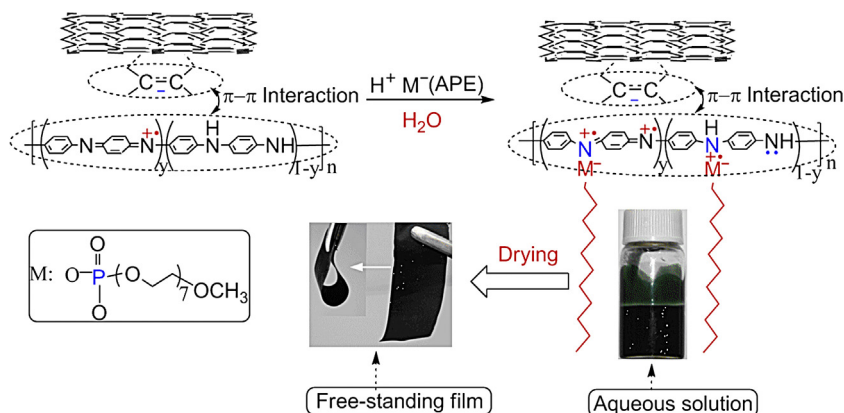 C=C
–
π–π Interaction
N
N
+•
y
H
N
NH
1-y
n
H⁺ M⁻(APE)
H₂O
C=C
–
π–π Interaction
N
+•
N
+•
y
H
N
+•
NH
••
1-y
n
M⁻
M⁻
M:
O
O
P
O
O
7
OCH₃
Drying
Free-standing film
Aqueous solution